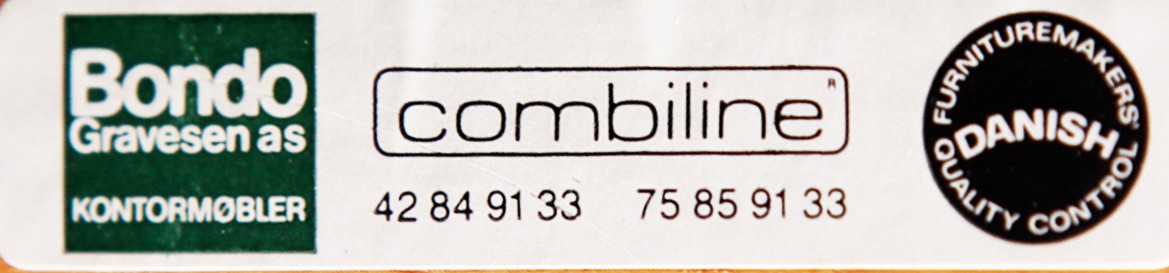 Bondo
Gravesen as
KONTORMØBLER
combiline R
42 84 91 33 75 85 91 33
FURNITUREMAKERS'
DANISH
QUALITY CONTROL